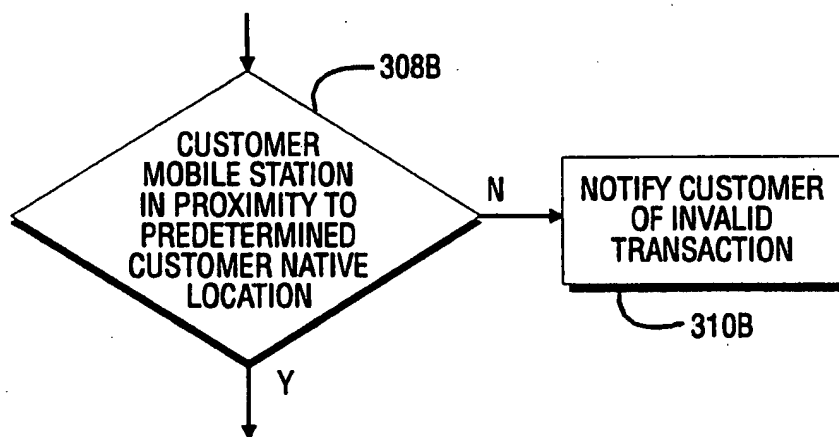 308B
CUSTOMER
MOBILE STATION
IN PROXIMITY TO
PREDETERMINED
CUSTOMER NATIVE
LOCATION
N
NOTIFY CUSTOMER
OF INVALID
TRANSACTION
310B
Y